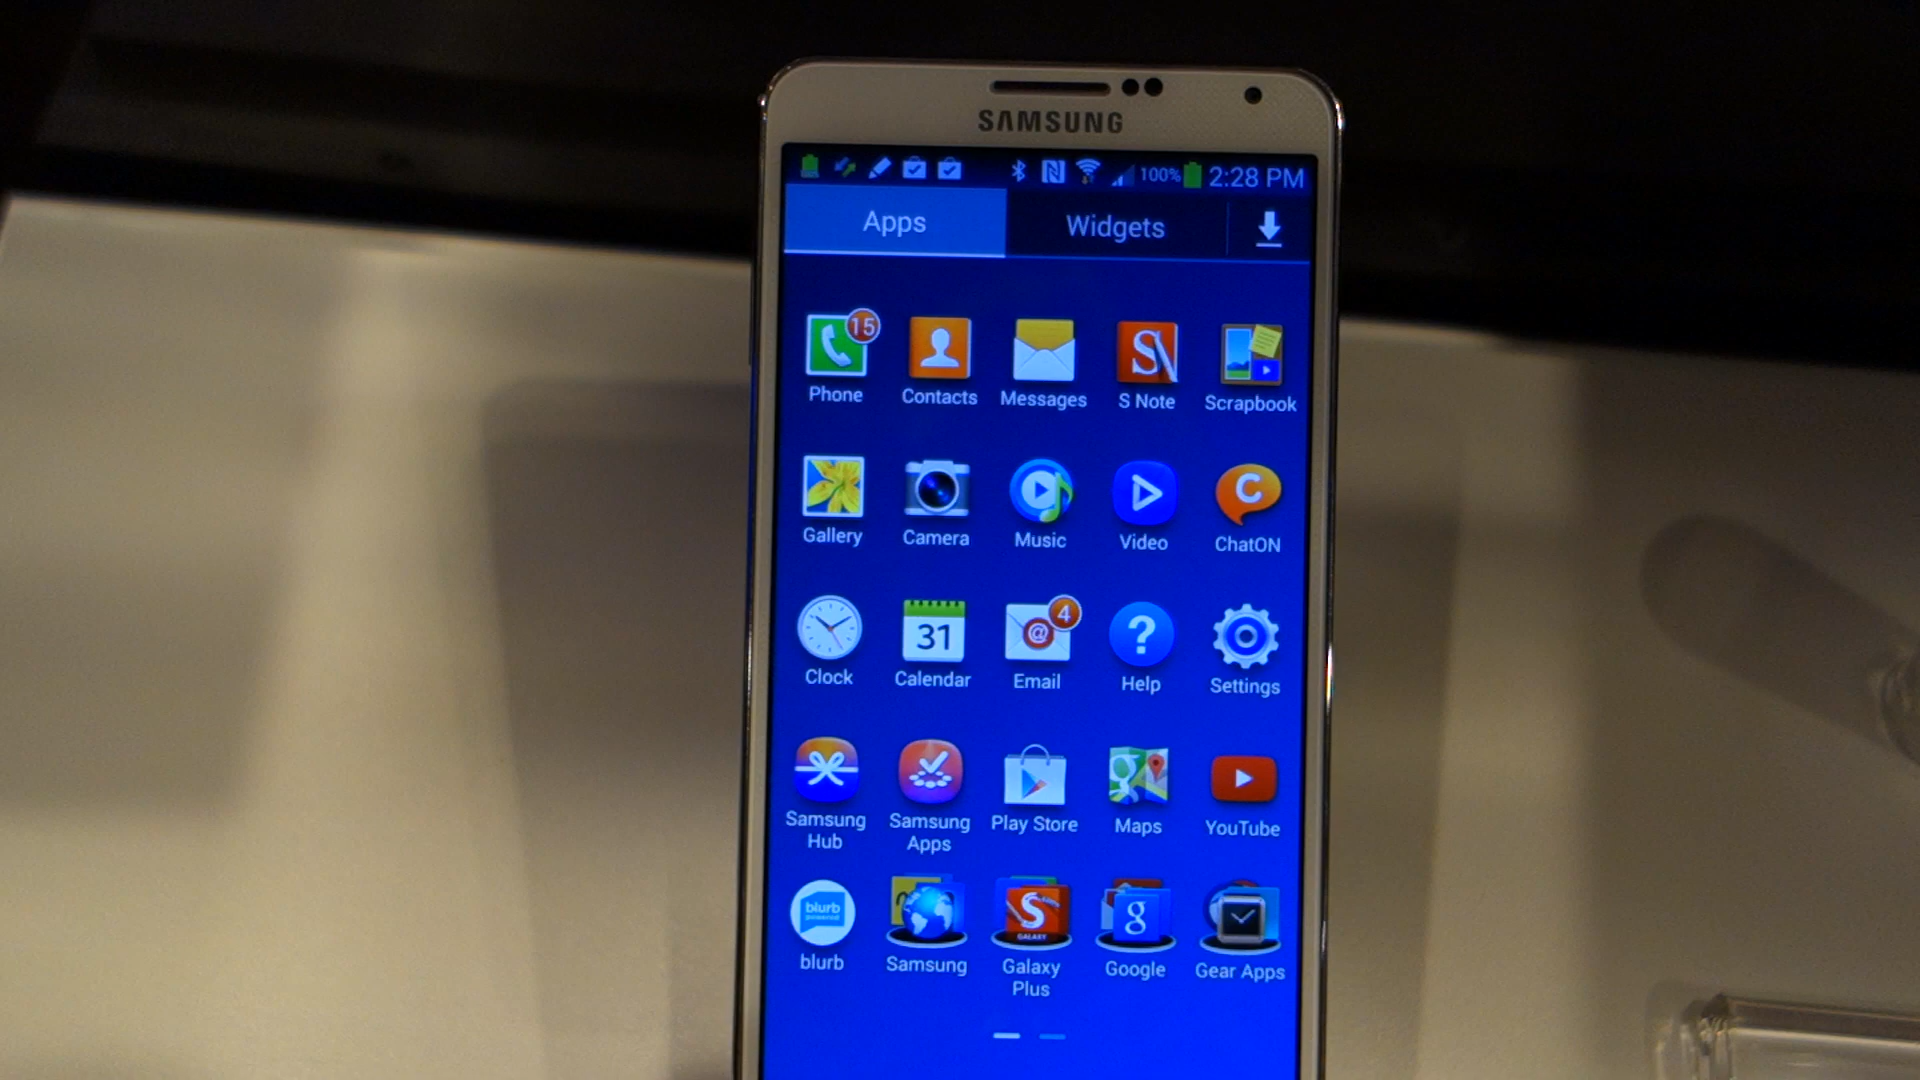 SAMSUNG
100% 2:28 PM
Apps Widgets
15
Phone Contacts Messages S Note Scrapbook
Gallery Camera Music Video ChatON
31 4
Clock Calendar Email Help Settings
Samsung Hub Samsung Apps Play Store Maps YouTube
blurb
GALAXY
blurb Samsung Galaxy Plus Google Gear Apps